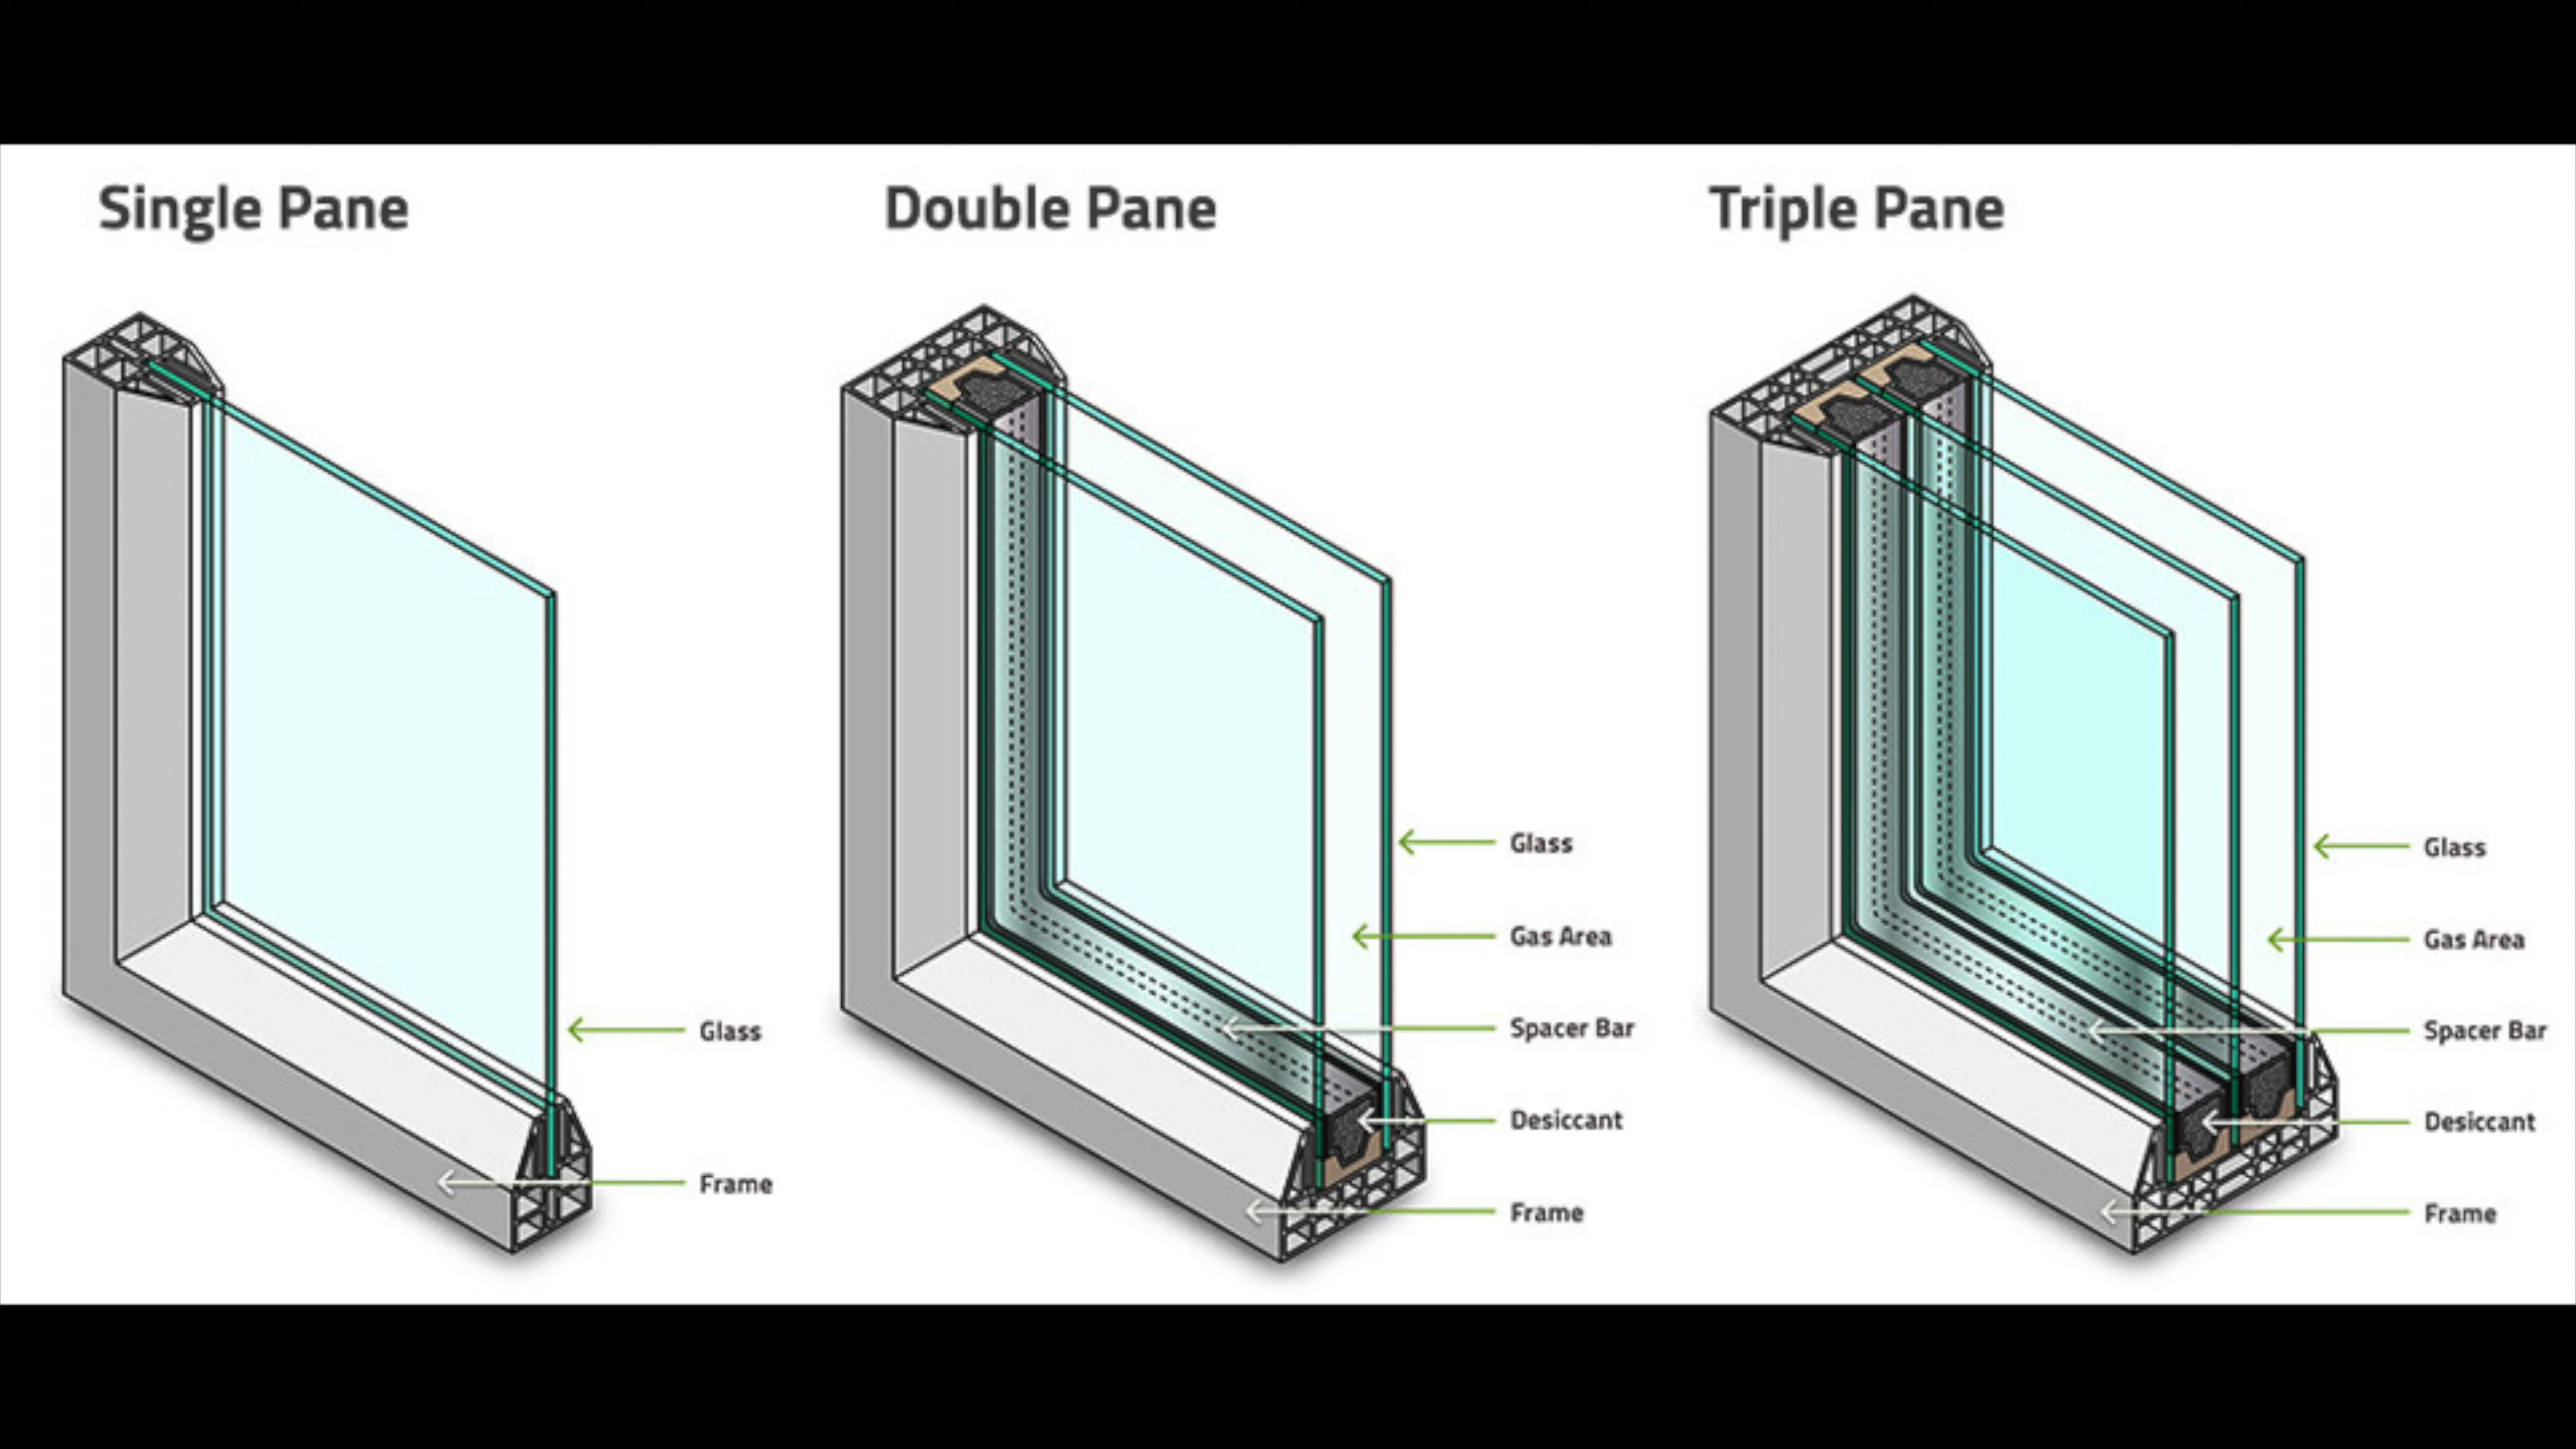 Single Pane
Glass
Frame
Double Pane
Glass
Gas Area
Spacer Bar
Desiccant
Frame
Triple Pane
Glass
Gas Area
Spacer Bar
Desiccant
Frame